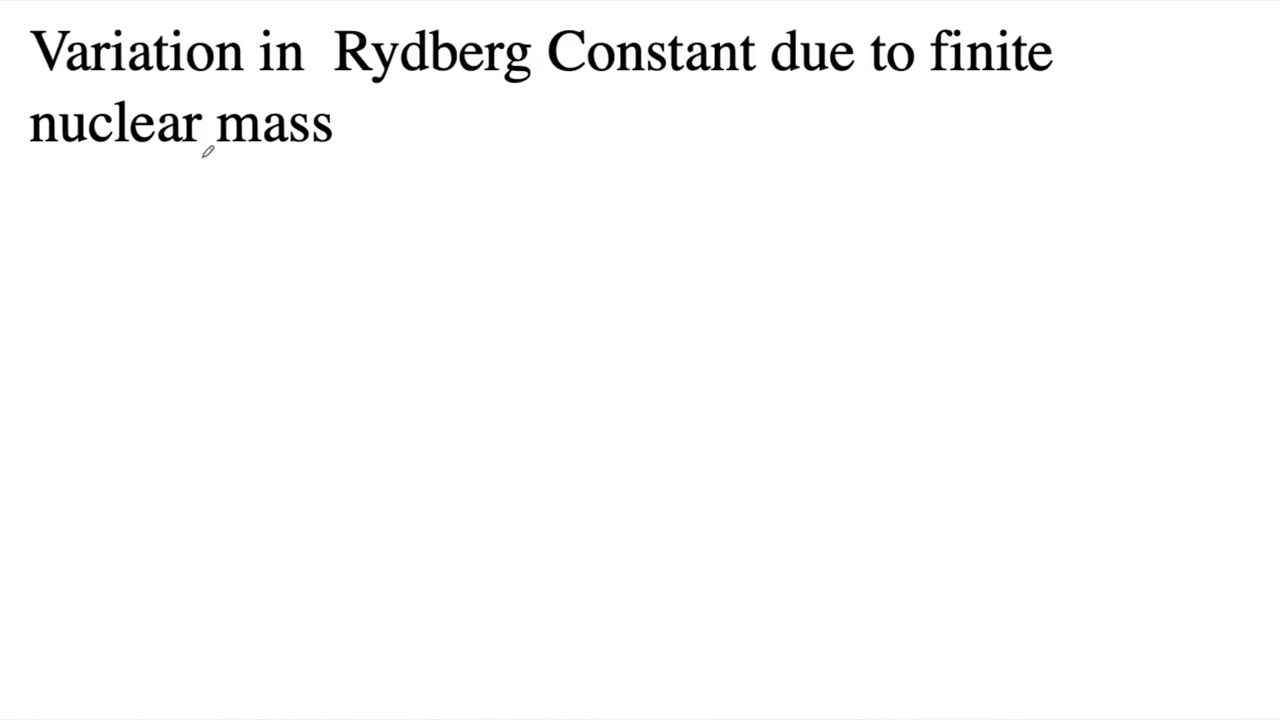 Variation in  Rydberg Constant due to finite
nuclear mass